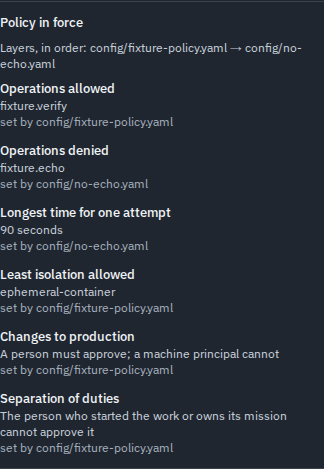 Policy in force
Layers, in order: config/fixture-policy.yaml → config/no-
echo.yaml
Operations allowed
fixture.verify
set by config/fixture-policy.yaml
Operations denied
fixture.echo
set by config/no-echo.yaml
Longest time for one attempt
90 seconds
set by config/no-echo.yaml
Least isolation allowed
ephemeral-container
set by config/fixture-policy.yaml
Changes to production
A person must approve; a machine principal cannot
set by config/fixture-policy.yaml
Separation of duties
The person who started the work or owns its mission
cannot approve it
set by config/fixture-policy.yaml